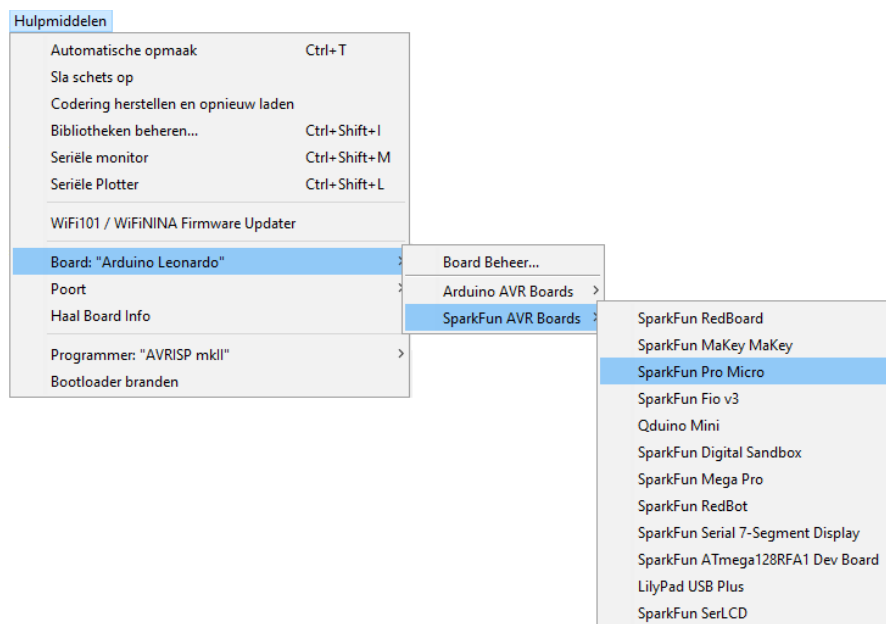 Hulpmiddelen
Automatische opmaak Ctrl+T
Sla schets op
Codering herstellen en opnieuw laden
Bibliotheken beheren... Ctrl+Shift+I
Seriële monitor Ctrl+Shift+M
Seriële Plotter Ctrl+Shift+L
WiFi101 / WiFiNINA Firmware Updater
Board: "Arduino Leonardo"
Poort
Haal Board Info
Programmer: "AVRISP mkII"
Bootloader branden
Board Beheer...
Arduino AVR Boards
SparkFun AVR Boards
SparkFun RedBoard
SparkFun MaKey MaKey
SparkFun Pro Micro
SparkFun Fio v3
Qduino Mini
SparkFun Digital Sandbox
SparkFun Mega Pro
SparkFun RedBot
SparkFun Serial 7-Segment Display
SparkFun ATmega128RFA1 Dev Board
LilyPad USB Plus
SparkFun SerLCD